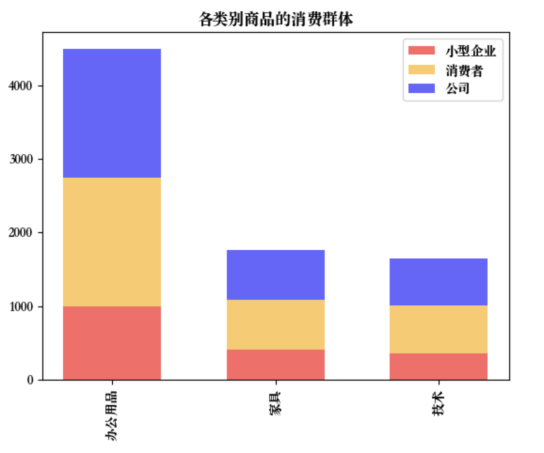 各类别商品的消费群体
小型企业
消费者
公司
4000
3000
2000
1000
0
办公用品
家具
技术